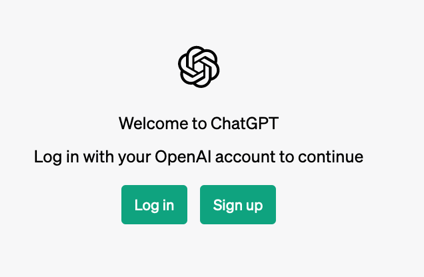 Welcome to ChatGPT
Log in with your OpenAI account to continue
Log in Sign up